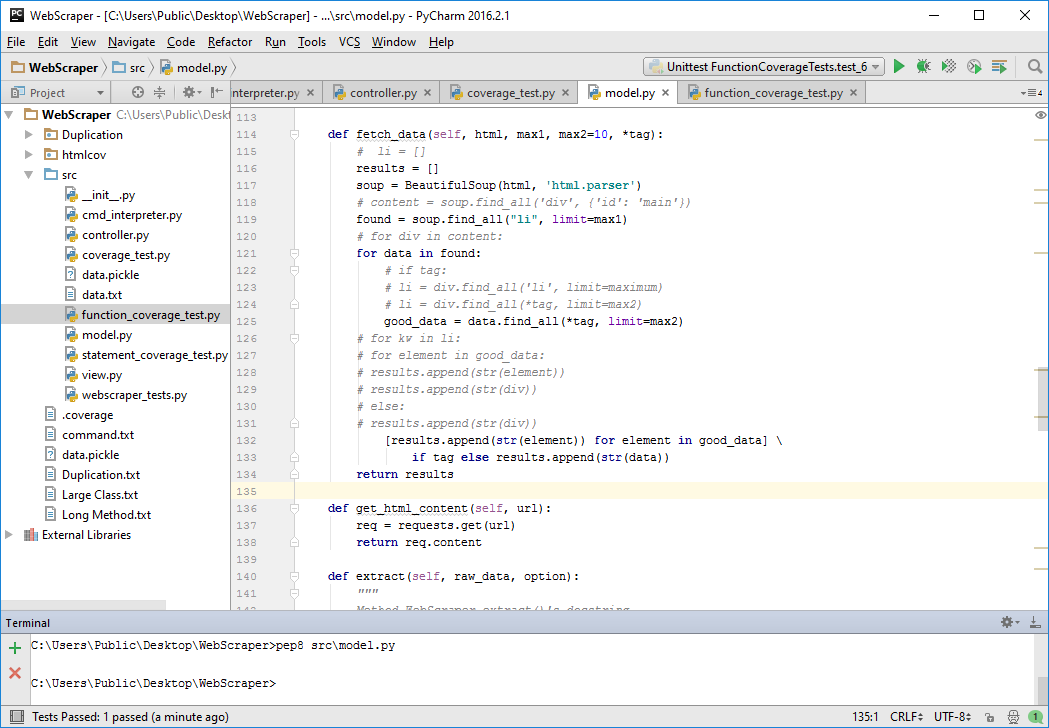 WebScraper - [C:\Users\Public\Desktop\WebScraper] - ...\src\model.py - PyCharm 2016.2.1
File Edit View Navigate Code Refactor Run Tools VCS Window Help
WebScraper src model.py Unittest FunctionCoverageTests.test_6
Project interpreter.py controller.py coverage_test.py model.py function_coverage_test.py 4
WebScraper C:\Users\Public\Deskt
Duplication
htmlcov
src
__init__.py
cmd_interpreter.py
controller.py
coverage_test.py
data.pickle
data.txt
function_coverage_test.py
model.py
statement_coverage_test.py
view.py
webscraper_tests.py
.coverage
command.txt
data.pickle
Duplication.txt
Large Class.txt
Long Method.txt
External Libraries
113
114 def fetch_data(self, html, max1, max2=10, *tag):
115 # li = []
116 results = []
117 soup = BeautifulSoup(html, 'html.parser')
118 # content = soup.find_all('div', {'id': 'main'})
119 found = soup.find_all("li", limit=max1)
120 # for div in content:
121 for data in found:
122 # if tag:
123 # li = div.find_all('li', limit=maximum)
124 # li = div.find_all(*tag, limit=max2)
125 good_data = data.find_all(*tag, limit=max2)
126 # for kw in li:
127 # for element in good_data:
128 # results.append(str(element))
129 # results.append(str(div))
130 # else:
131 # results.append(str(div))
132 [results.append(str(element)) for element in good_data] \
133 if tag else results.append(str(data))
134 return results
135
136 def get_html_content(self, url):
137 req = requests.get(url)
138 return req.content
139
140 def extract(self, raw_data, option):
141 """
142 Method WebScraper.extract()'s docstring
Terminal
C:\Users\Public\Desktop\WebScraper>pep8 src\model.py
C:\Users\Public\Desktop\WebScraper>
Tests Passed: 1 passed (a minute ago) 135:1 CRLF UTF-8 1